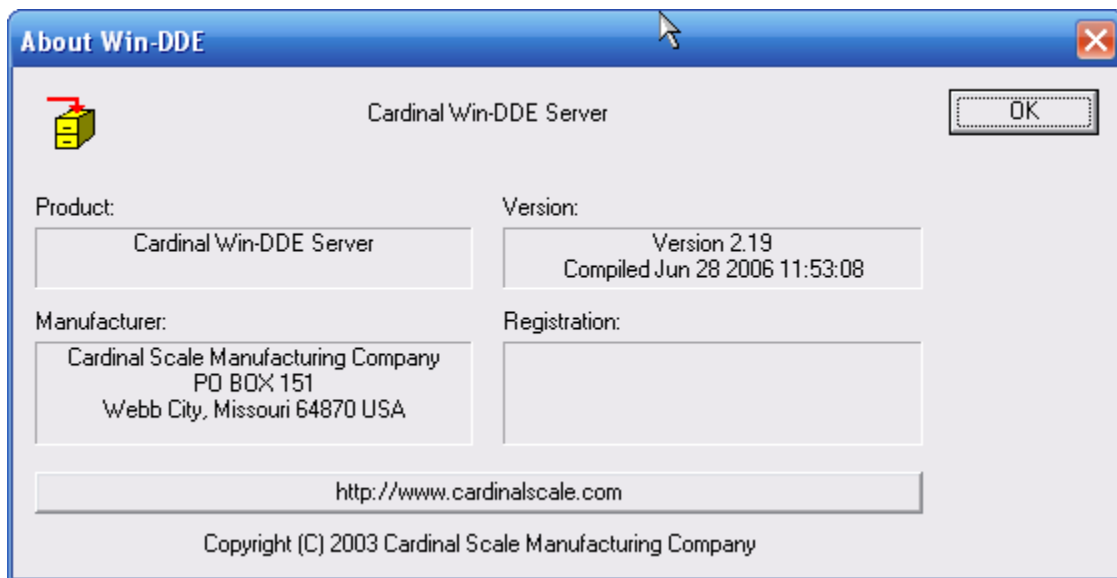 About Win-DDE
Cardinal Win-DDE Server
OK
Product:
Cardinal Win-DDE Server
Version:
Version 2.19
Compiled Jun 28 2006 11:53:08
Manufacturer:
Cardinal Scale Manufacturing Company
PO BOX 151
Webb City, Missouri 64870 USA
Registration:
http://www.cardinalscale.com
Copyright (C) 2003 Cardinal Scale Manufacturing Company